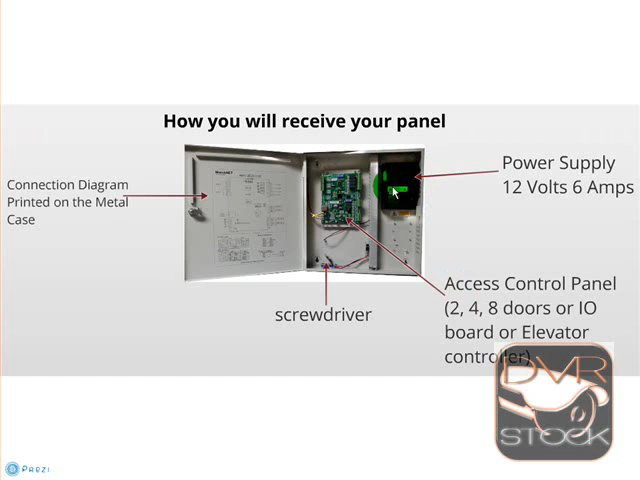 How you will receive your panel
Connection Diagram
Printed on the Metal
Case
Power Supply
12 Volts 6 Amps
screwdriver
Access Control Panel
(2, 4, 8 doors or IO
board or Elevator
controller)
DVR
STOCK
Prezi